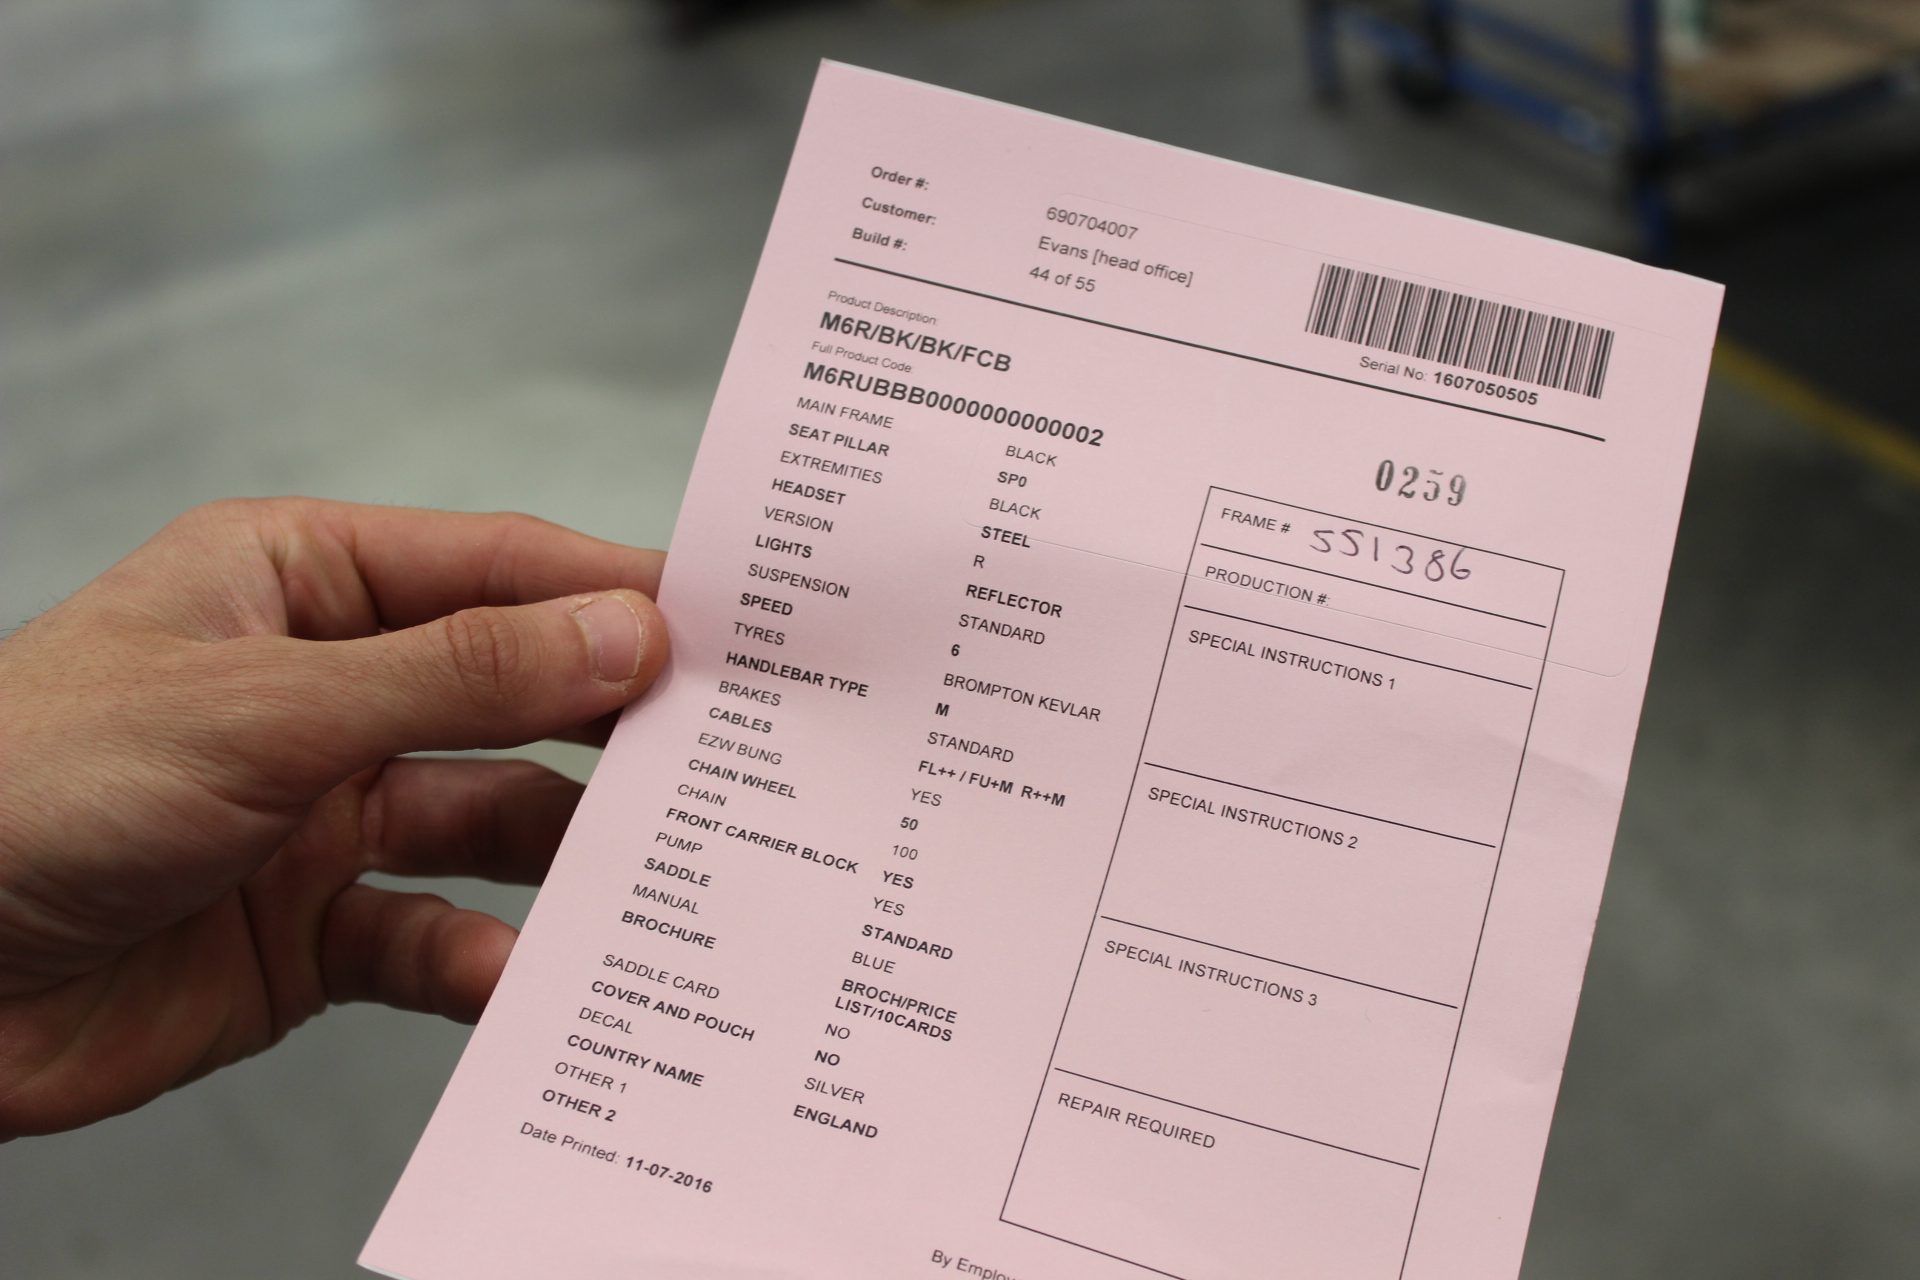 Order #: 690704007
Customer: Evans [head office]
Build #: 44 of 55
Serial No: 1607050505
Product Description:
M6R/BK/BK/FCB
Full Product Code:
M6RUBBB0000000000002
0259
MAIN FRAME BLACK
SEAT PILLAR SP0
EXTREMITIES BLACK
HEADSET STEEL
VERSION R
LIGHTS REFLECTOR
SUSPENSION STANDARD
SPEED 6
TYRES BROMPTON KEVLAR
HANDLEBAR TYPE M
BRAKES STANDARD
CABLES FL++ / FU+M R++M
EZW BUNG YES
CHAIN WHEEL 50
CHAIN 100
FRONT CARRIER BLOCK YES
PUMP YES
SADDLE STANDARD
MANUAL BLUE
BROCHURE BROCH/PRICE
LIST/10CARDS
SADDLE CARD NO
COVER AND POUCH NO
DECAL SILVER
COUNTRY NAME ENGLAND
OTHER 1
OTHER 2
Date Printed: 11-07-2016
FRAME # 551386
PRODUCTION #:
SPECIAL INSTRUCTIONS 1
SPECIAL INSTRUCTIONS 2
SPECIAL INSTRUCTIONS 3
REPAIR REQUIRED
By